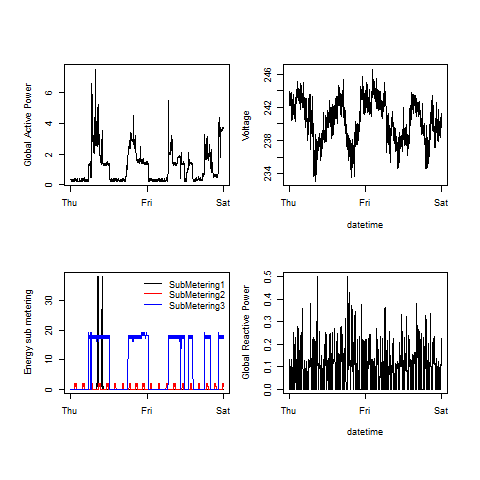 Global Active Power
0 2 4 6
Thu Fri Sat
Voltage
234 238 242 246
Thu Fri Sat
datetime
Energy sub metering
0 10 20 30
SubMetering1
SubMetering2
SubMetering3
Thu Fri Sat
Global Reactive Power
0.0 0.1 0.2 0.3 0.4 0.5
Thu Fri Sat
datetime